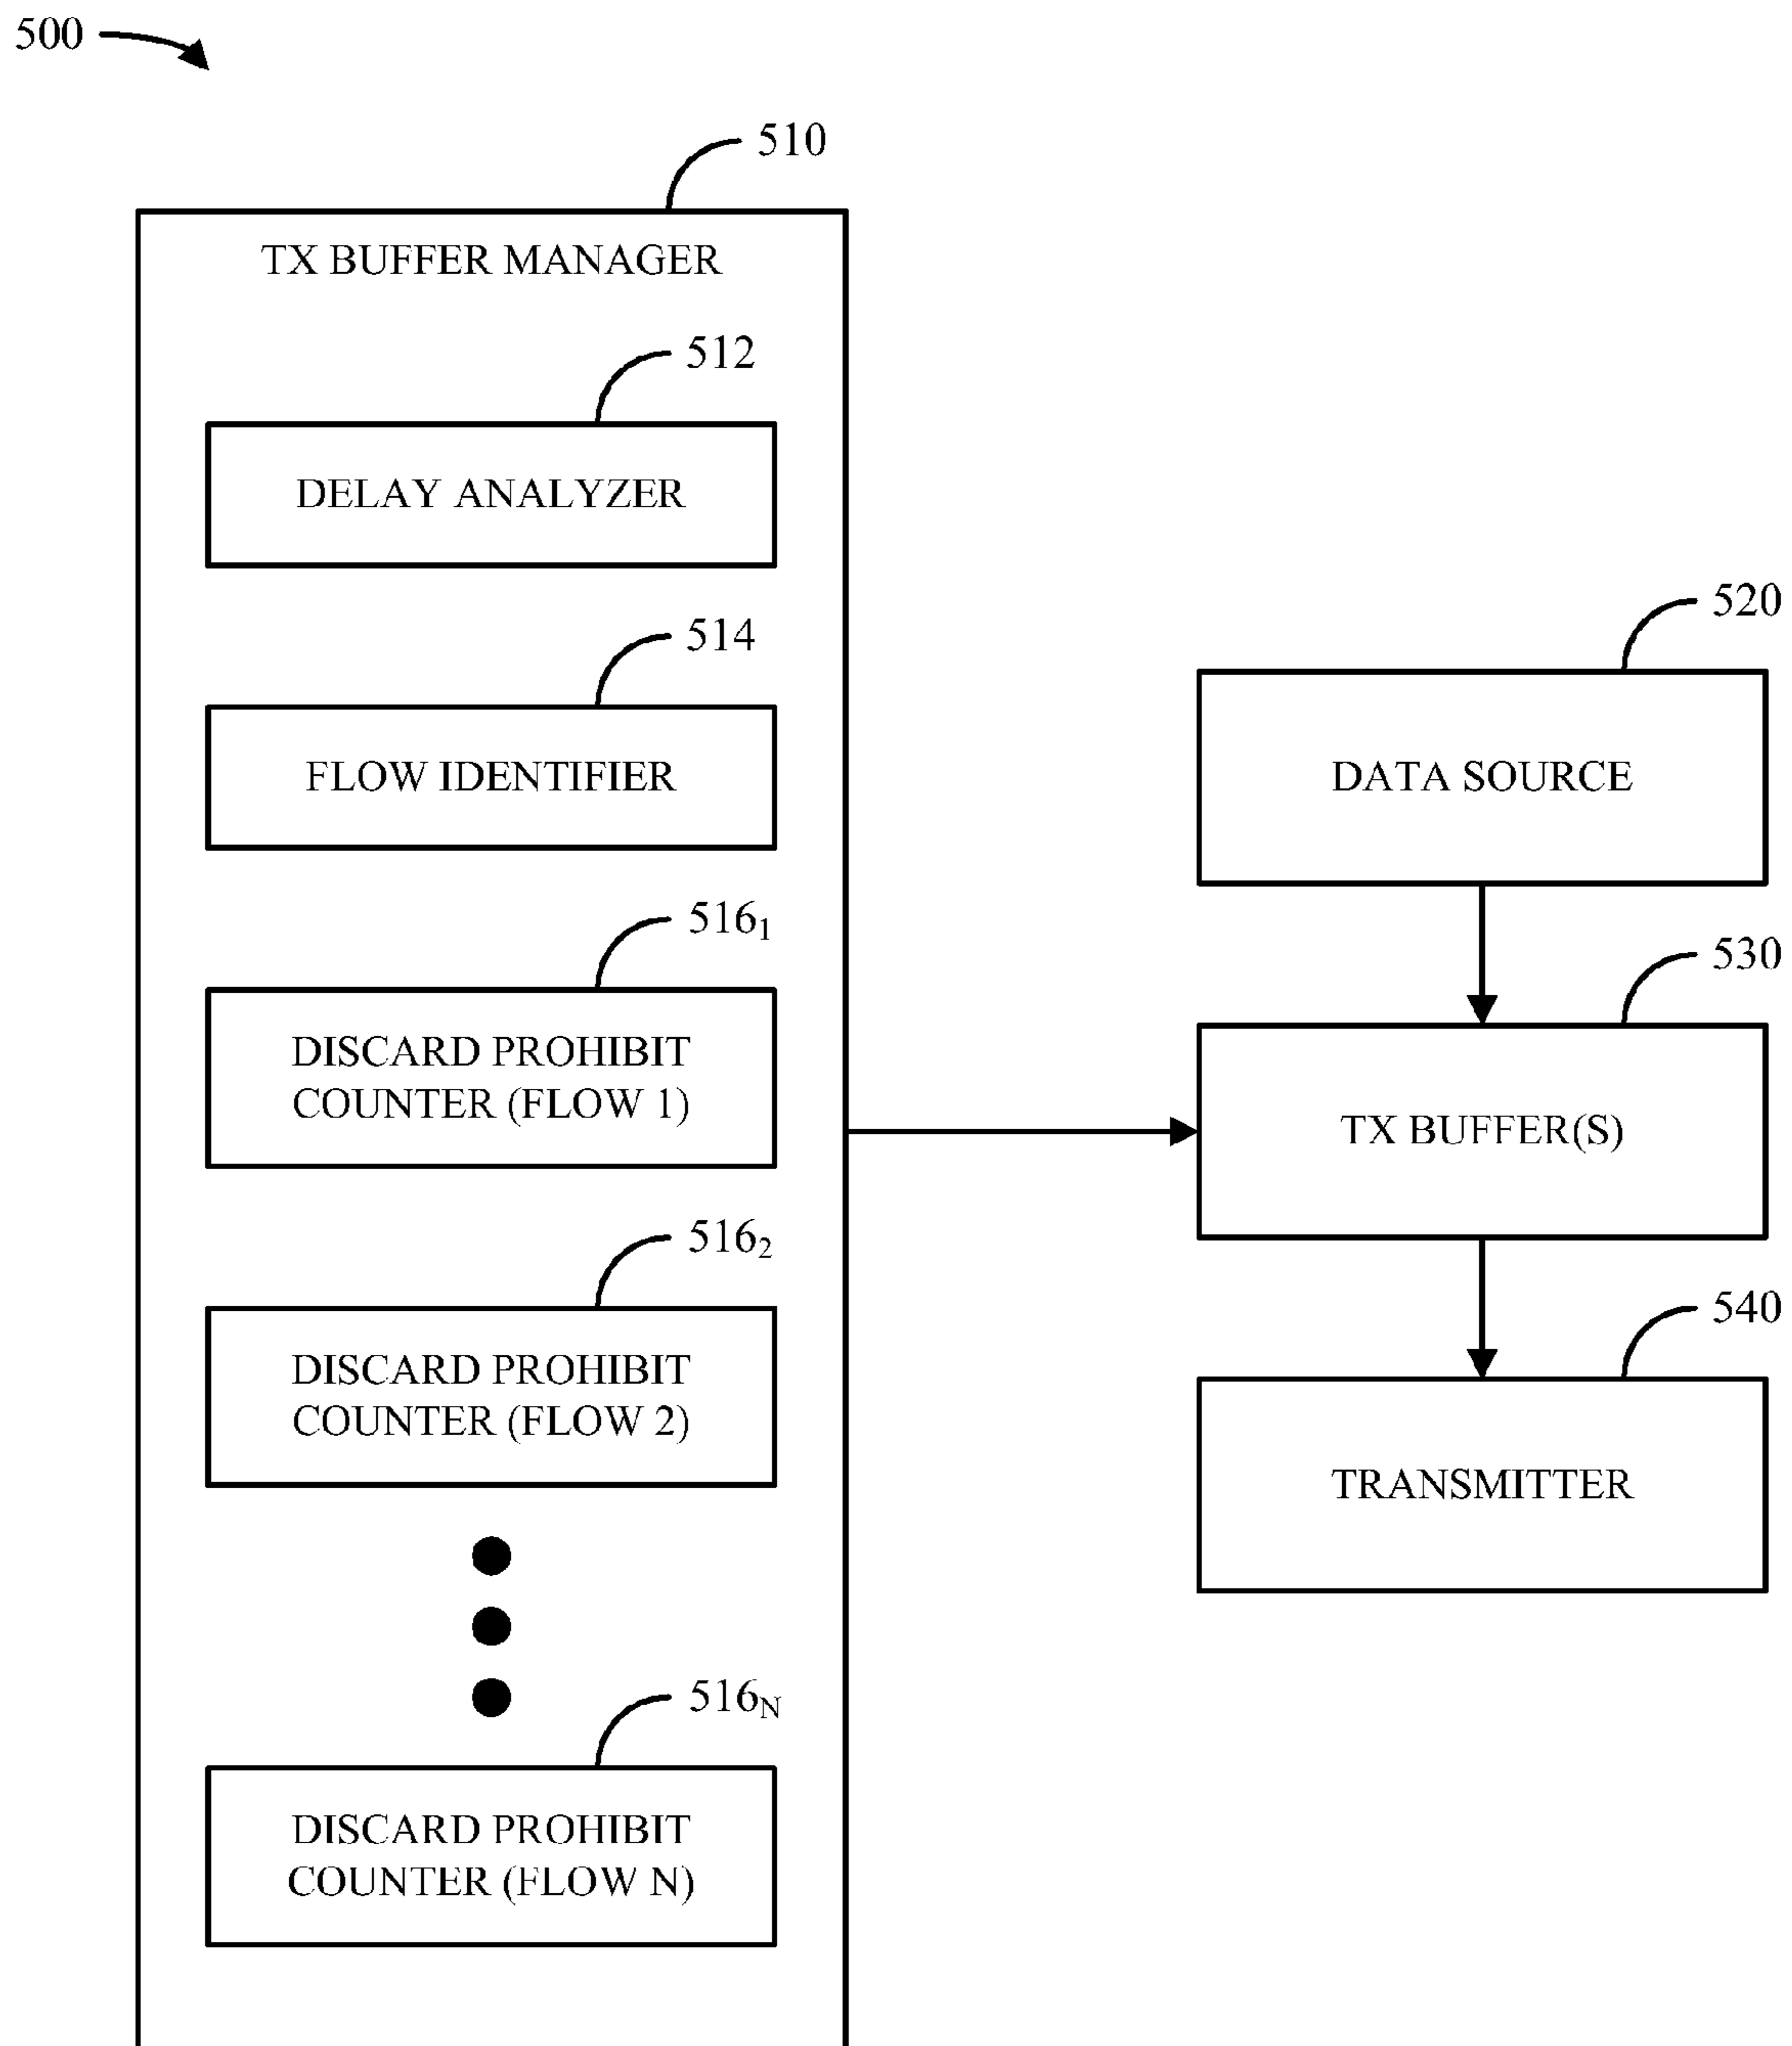 500
510
TX BUFFER MANAGER
512
DELAY ANALYZER
514
FLOW IDENTIFIER
516₁
DISCARD PROHIBIT
COUNTER (FLOW 1)
516₂
DISCARD PROHIBIT
COUNTER (FLOW 2)
516ₙ
DISCARD PROHIBIT
COUNTER (FLOW N)
520
DATA SOURCE
530
TX BUFFER(S)
540
TRANSMITTER